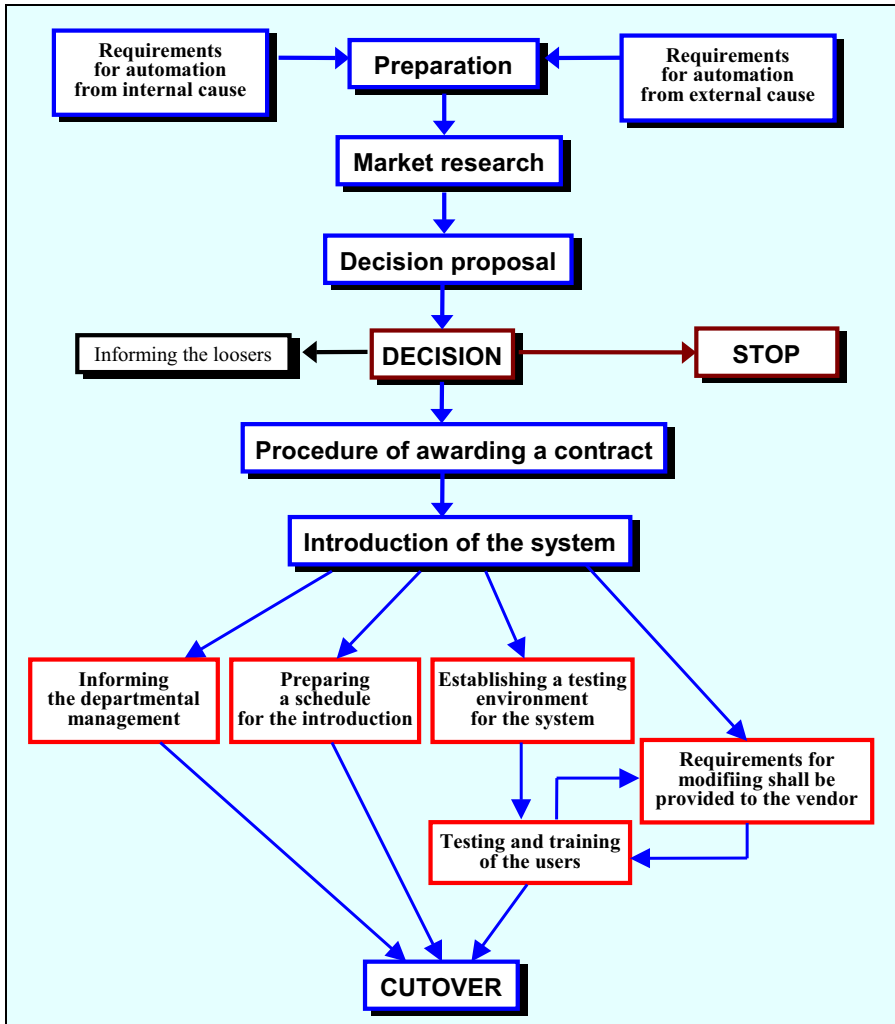 Requirements
for automation
from internal cause
Preparation
Requirements
for automation
from external cause
Market research
Decision proposal
Informing the loosers
DECISION
STOP
Procedure of awarding a contract
Introduction of the system
Informing
the departmental
management
Preparing
a schedule
for the introduction
Establishing a testing
environment
for the system
Requirements for
modifiing shall be
provided to the vendor
Testing and training
of the users
CUTOVER